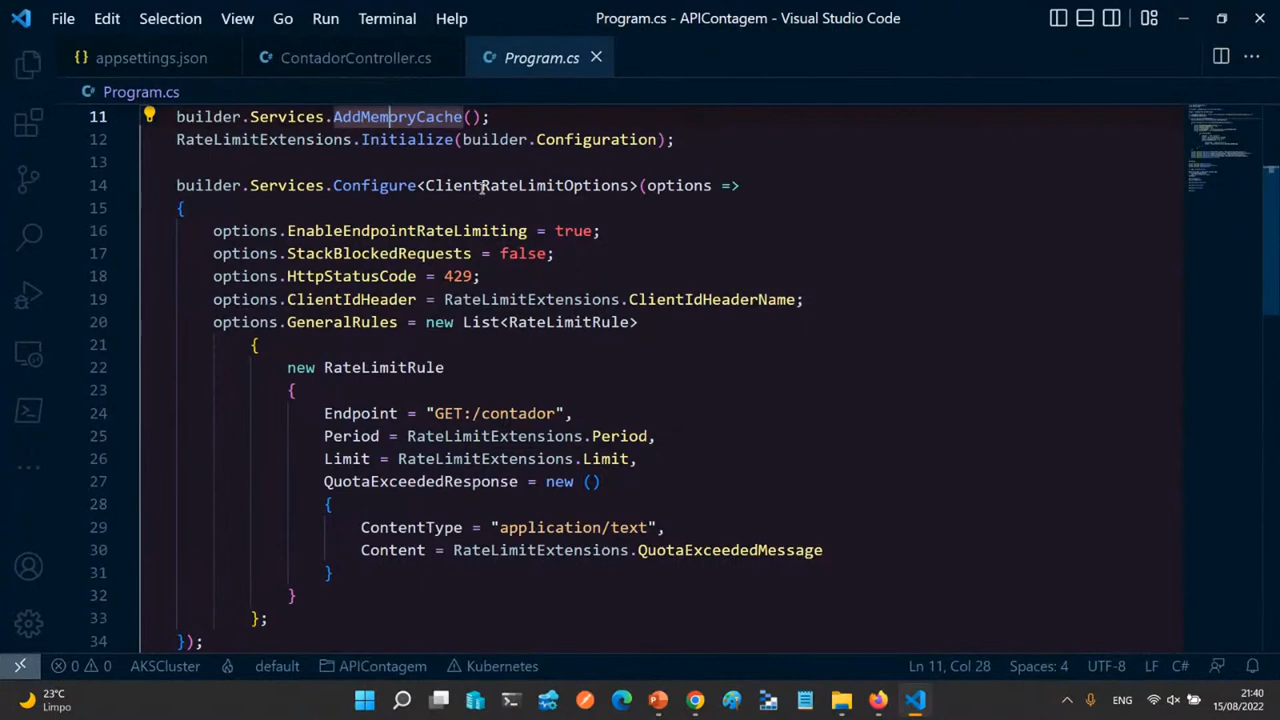 File Edit Selection View Go Run Terminal Help Program.cs - APIContagem - Visual Studio Code
{} appsettings.json ContadorController.cs Program.cs
Program.cs
11 builder.Services.AddMemoryCache();
12 RateLimitExtensions.Initialize(builder.Configuration);
13
14 builder.Services.Configure<ClientRateLimitOptions>(options =>
15 {
16 options.EnableEndpointRateLimiting = true;
17 options.StackBlockedRequests = false;
18 options.HttpStatusCode = 429;
19 options.ClientIdHeader = RateLimitExtensions.ClientIdHeaderName;
20 options.GeneralRules = new List<RateLimitRule>
21 {
22 new RateLimitRule
23 {
24 Endpoint = "GET:/contador",
25 Period = RateLimitExtensions.Period,
26 Limit = RateLimitExtensions.Limit,
27 QuotaExceededResponse = new ()
28 {
29 ContentType = "application/text",
30 Content = RateLimitExtensions.QuotaExceededMessage
31 }
32 }
33 };
34 });
0 0 AKSCluster default APIContagem Kubernetes Ln 11, Col 28 Spaces: 4 UTF-8 LF C#
23°C
Limpo
21:40
15/08/2022